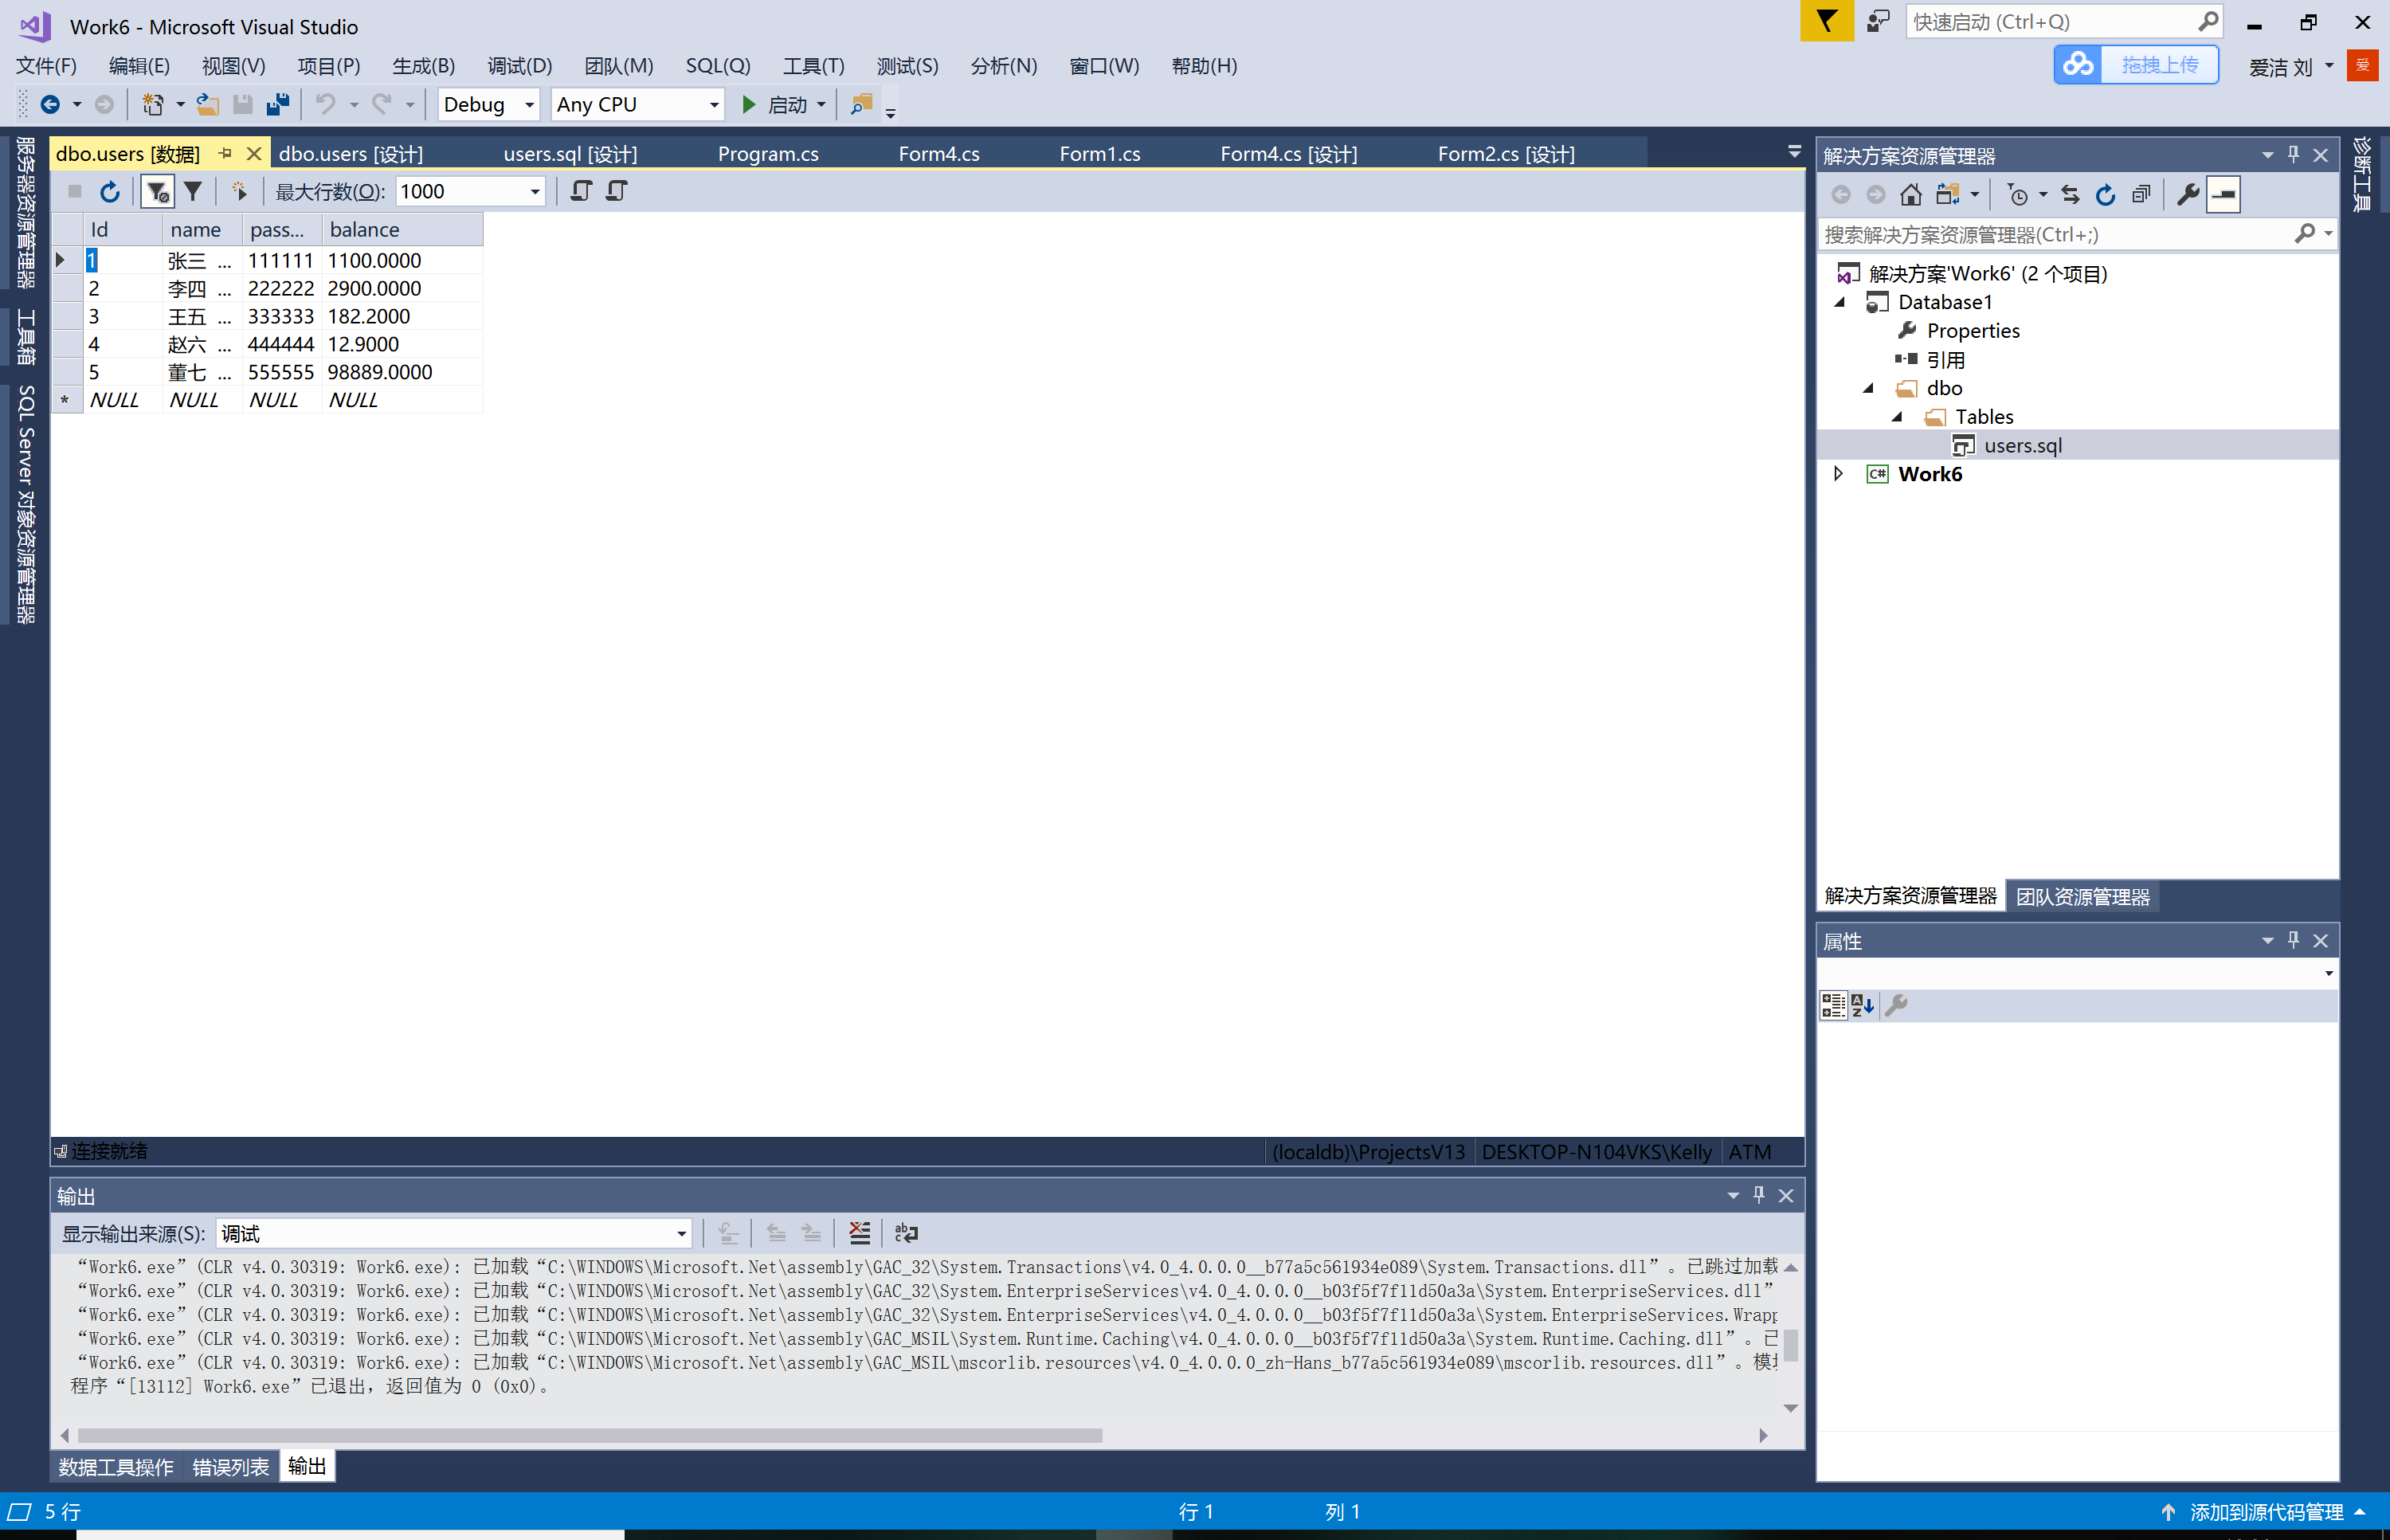 Work6 - Microsoft Visual Studio
快速启动 (Ctrl+Q)
文件(F) 编辑(E) 视图(V) 项目(P) 生成(B) 调试(D) 团队(M) SQL(Q) 工具(T) 测试(S) 分析(N) 窗口(W) 帮助(H)
拖拽上传
爱洁 刘
爱
Debug Any CPU 启动
服务器资源管理器
工具箱
SQL Server 对象资源管理器
dbo.users [数据] dbo.users [设计] users.sql [设计] Program.cs Form4.cs Form1.cs Form4.cs [设计] Form2.cs [设计]
最大行数(O): 1000
Id name pass... balance
1 张三 ... 111111 1100.0000
2 李四 ... 222222 2900.0000
3 王五 ... 333333 182.2000
4 赵六 ... 444444 12.9000
5 董七 ... 555555 98889.0000
* NULL NULL NULL NULL
连接就绪 (localdb)\ProjectsV13 DESKTOP-N104VKS\Kelly ATM
输出
显示输出来源(S): 调试
“Work6.exe”(CLR v4.0.30319: Work6.exe): 已加载“C:\WINDOWS\Microsoft.Net\assembly\GAC_32\System.Transactions\v4.0_4.0.0.0__b77a5c561934e089\System.Transactions.dll”。已跳过加载
“Work6.exe”(CLR v4.0.30319: Work6.exe): 已加载“C:\WINDOWS\Microsoft.Net\assembly\GAC_32\System.EnterpriseServices\v4.0_4.0.0.0__b03f5f7f11d50a3a\System.EnterpriseServices.dll”
“Work6.exe”(CLR v4.0.30319: Work6.exe): 已加载“C:\WINDOWS\Microsoft.Net\assembly\GAC_32\System.EnterpriseServices\v4.0_4.0.0.0__b03f5f7f11d50a3a\System.EnterpriseServices.Wrapp
“Work6.exe”(CLR v4.0.30319: Work6.exe): 已加载“C:\WINDOWS\Microsoft.Net\assembly\GAC_MSIL\System.Runtime.Caching\v4.0_4.0.0.0__b03f5f7f11d50a3a\System.Runtime.Caching.dll”。已
“Work6.exe”(CLR v4.0.30319: Work6.exe): 已加载“C:\WINDOWS\Microsoft.Net\assembly\GAC_MSIL\mscorlib.resources\v4.0_4.0.0.0_zh-Hans_b77a5c561934e089\mscorlib.resources.dll”。模
程序“[13112] Work6.exe”已退出，返回值为 0 (0x0)。
数据工具操作 错误列表 输出
解决方案资源管理器
搜索解决方案资源管理器(Ctrl+;)
解决方案'Work6' (2 个项目)
Database1
Properties
引用
dbo
Tables
users.sql
C# Work6
解决方案资源管理器 团队资源管理器
属性
诊断工具
5 行 行 1 列 1 添加到源代码管理